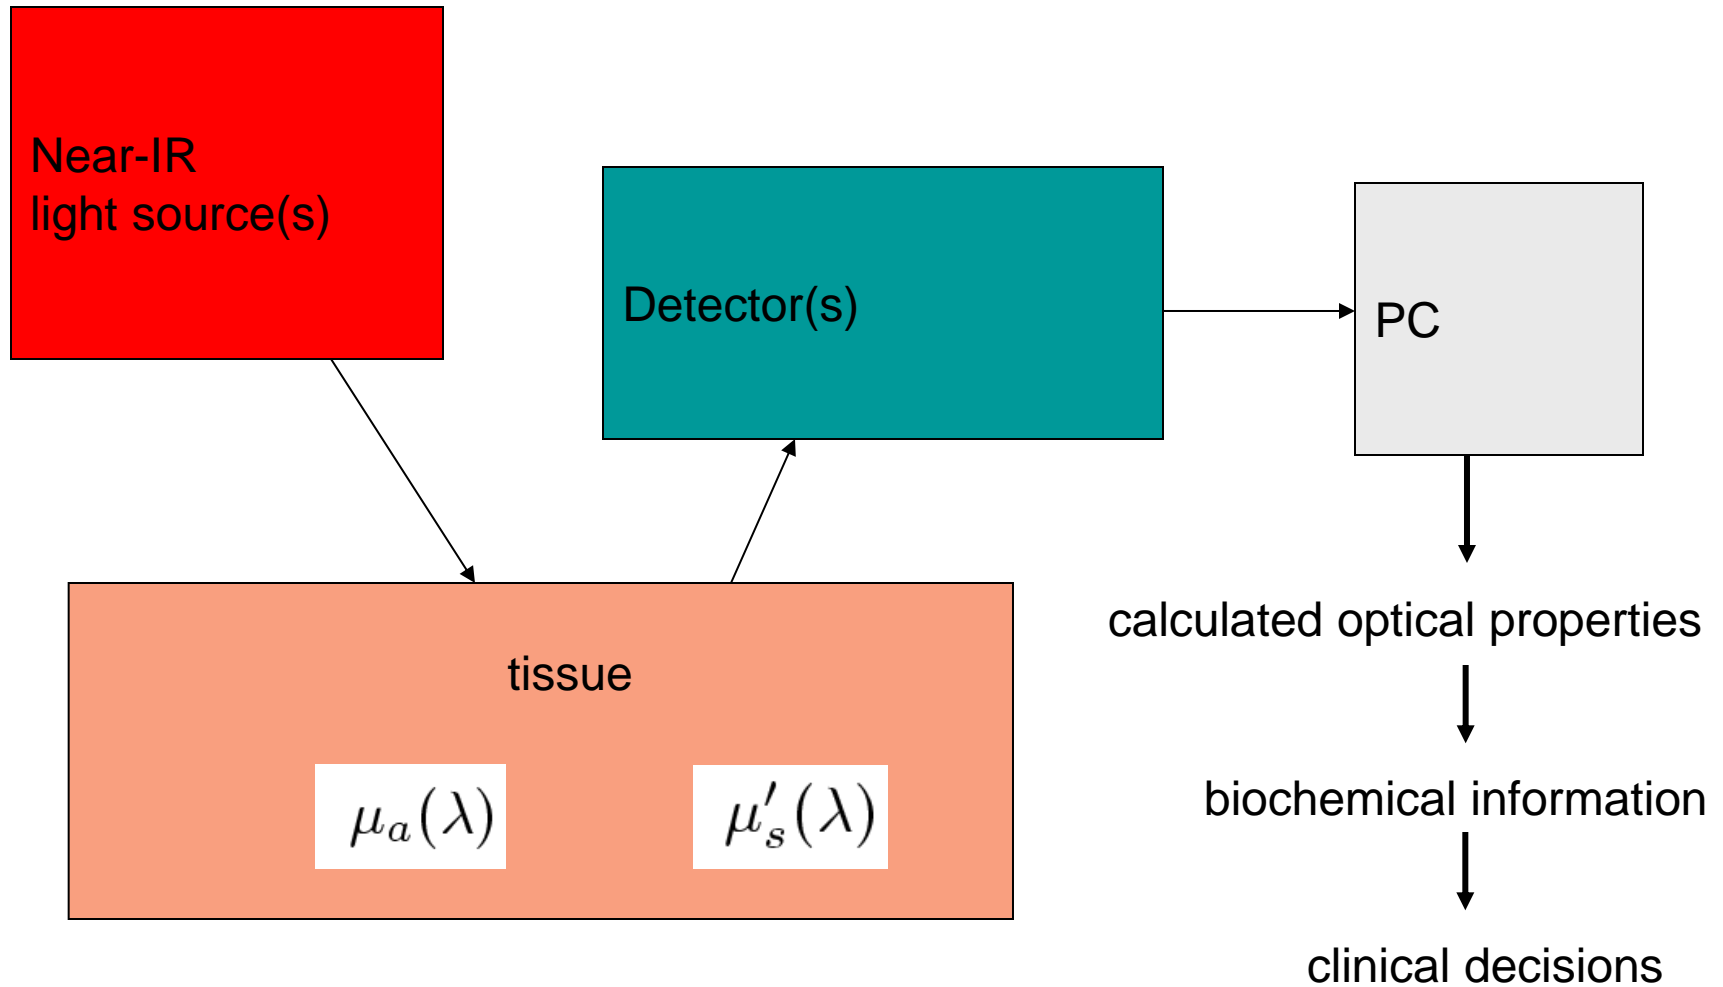 Near-IR
light source(s)
Detector(s)
PC
tissue
μₐ(λ)
μ′ₛ(λ)
calculated optical properties
biochemical information
clinical decisions